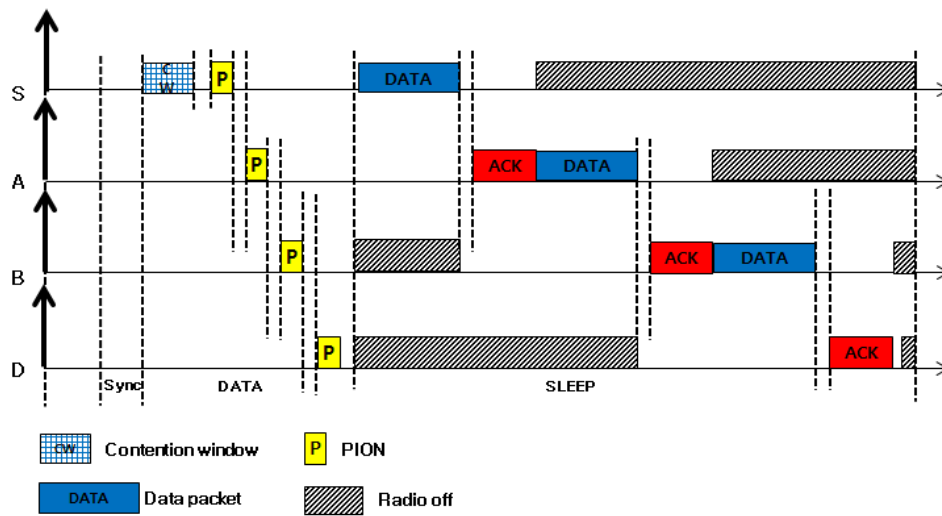 C
W
P
DATA
S
P
ACK
DATA
A
P
ACK
DATA
B
P
ACK
D
Sync
DATA
SLEEP
CW
Contention window
P
PION
DATA
Data packet
Radio off